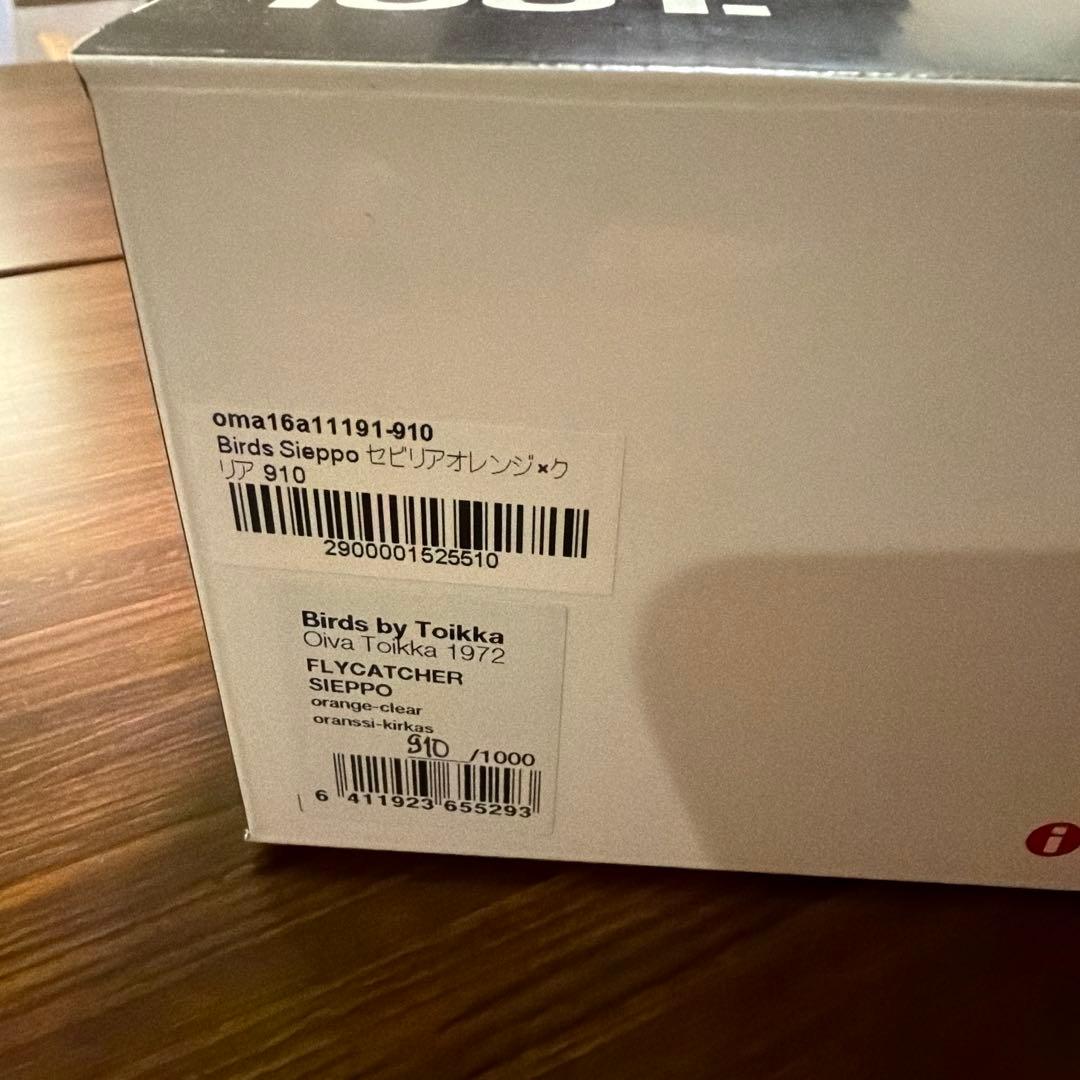 oma16a11191-910
Birds Sieppo セビリアオレンジ×ク
リア 910
2900001525510
Birds by Toikka
Oiva Toikka 1972
FLYCATCHER
SIEPPO
orange-clear
oranssi-kirkas
910 /1000
6 411923 655293
i